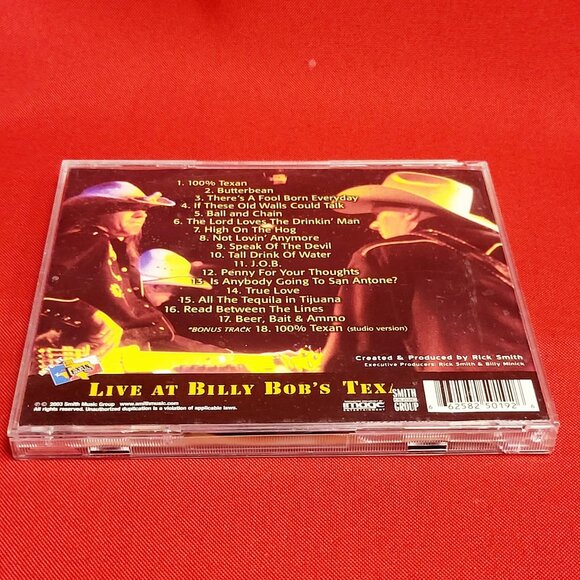 1. 100% Texan
2. Butterbean
3. There's A Fool Born Everyday
4. If These Old Walls Could Talk
5. Ball and Chain
6. The Lord Loves The Drinkin' Man
7. High On The Hog
8. Not Lovin' Anymore
9. Speak Of The Devil
10. Tall Drink Of Water
11. J.O.B.
12. Penny For Your Thoughts
13. Is Anybody Going To San Antone?
14. True Love
15. All The Tequila in Tijuana
16. Read Between The Lines
17. Beer, Bait & Ammo
*BONUS TRACK 18. 100% Texan (studio version)
Created & Produced by Rick Smith
Executive Producers: Rick Smith & Billy Minick
TEXAS
LIVE AT BILLY BOB'S TEX
SMITH
GROUP
62582 50192
℗ © 2003 Smith Music Group www.smithmusic.com
All rights reserved. Unauthorized duplication is a violation of applicable laws.